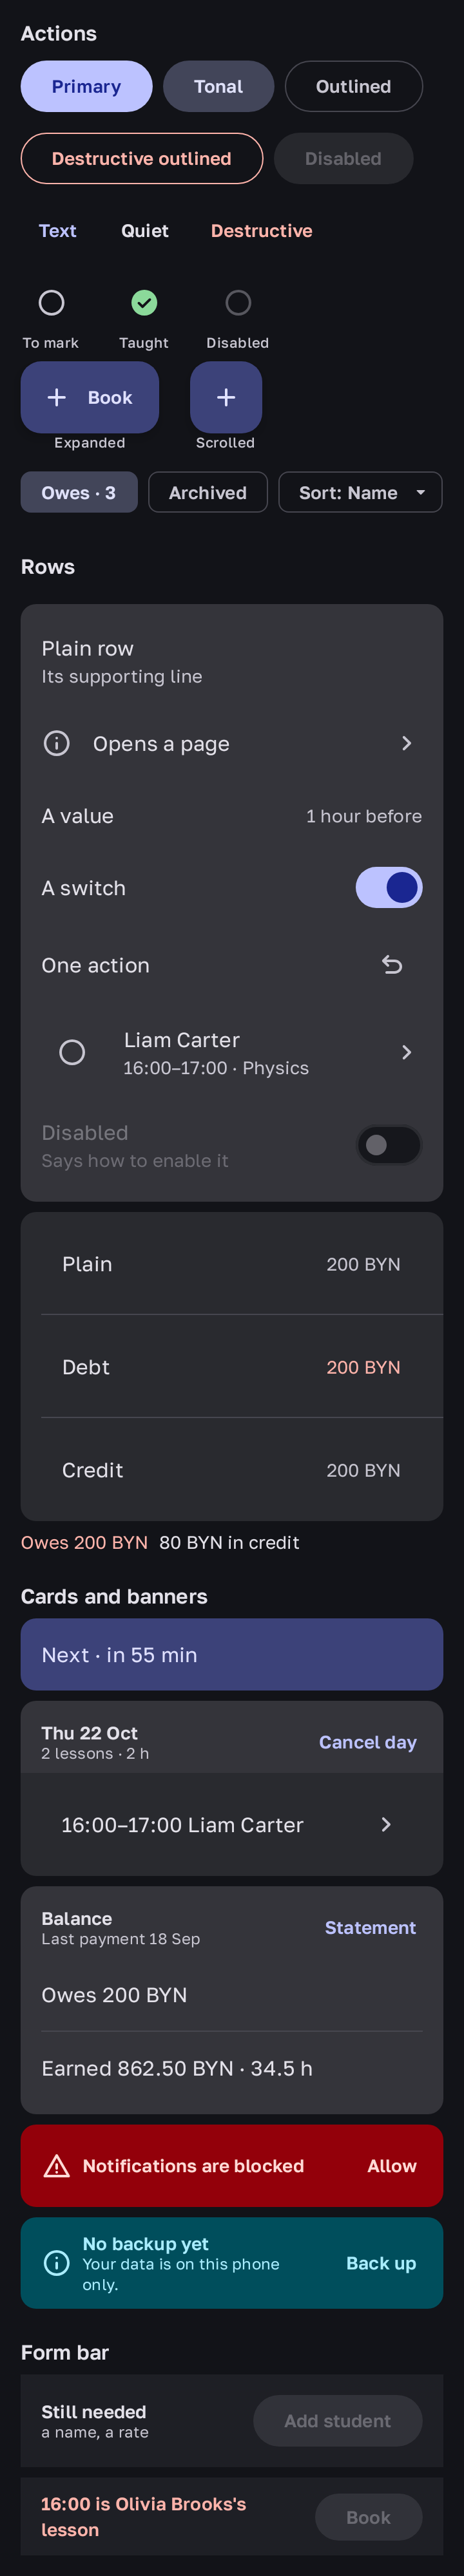 Actions
Primary
Tonal
Outlined
Destructive outlined
Disabled
Text
Quiet
Destructive
To mark
Taught
Disabled
Book
Expanded
Scrolled
Owes · 3
Archived
Sort: Name
Rows
Plain row
Its supporting line
Opens a page
A value
1 hour before
A switch
One action
Liam Carter
16:00–17:00 · Physics
Disabled
Says how to enable it
Plain
200 BYN
Debt
200 BYN
Credit
200 BYN
Owes 200 BYN 80 BYN in credit
Cards and banners
Next · in 55 min
Thu 22 Oct
2 lessons · 2 h
Cancel day
16:00–17:00 Liam Carter
Balance
Last payment 18 Sep
Statement
Owes 200 BYN
Earned 862.50 BYN · 34.5 h
Notifications are blocked
Allow
No backup yet
Your data is on this phone
only.
Back up
Form bar
Still needed
a name, a rate
Add student
16:00 is Olivia Brooks's
lesson
Book